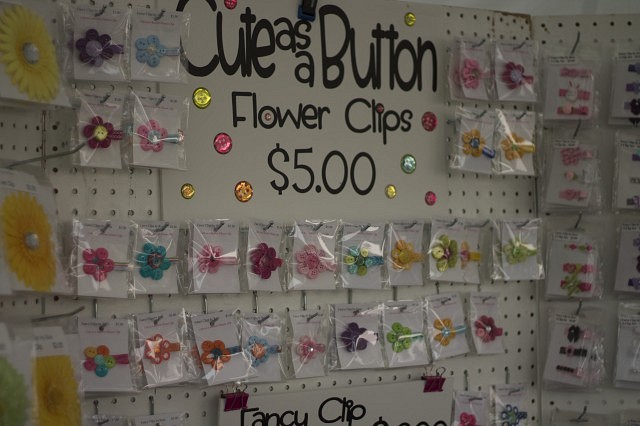 Cute as a Button
Flower Clips
$5.00
Fancy Clip